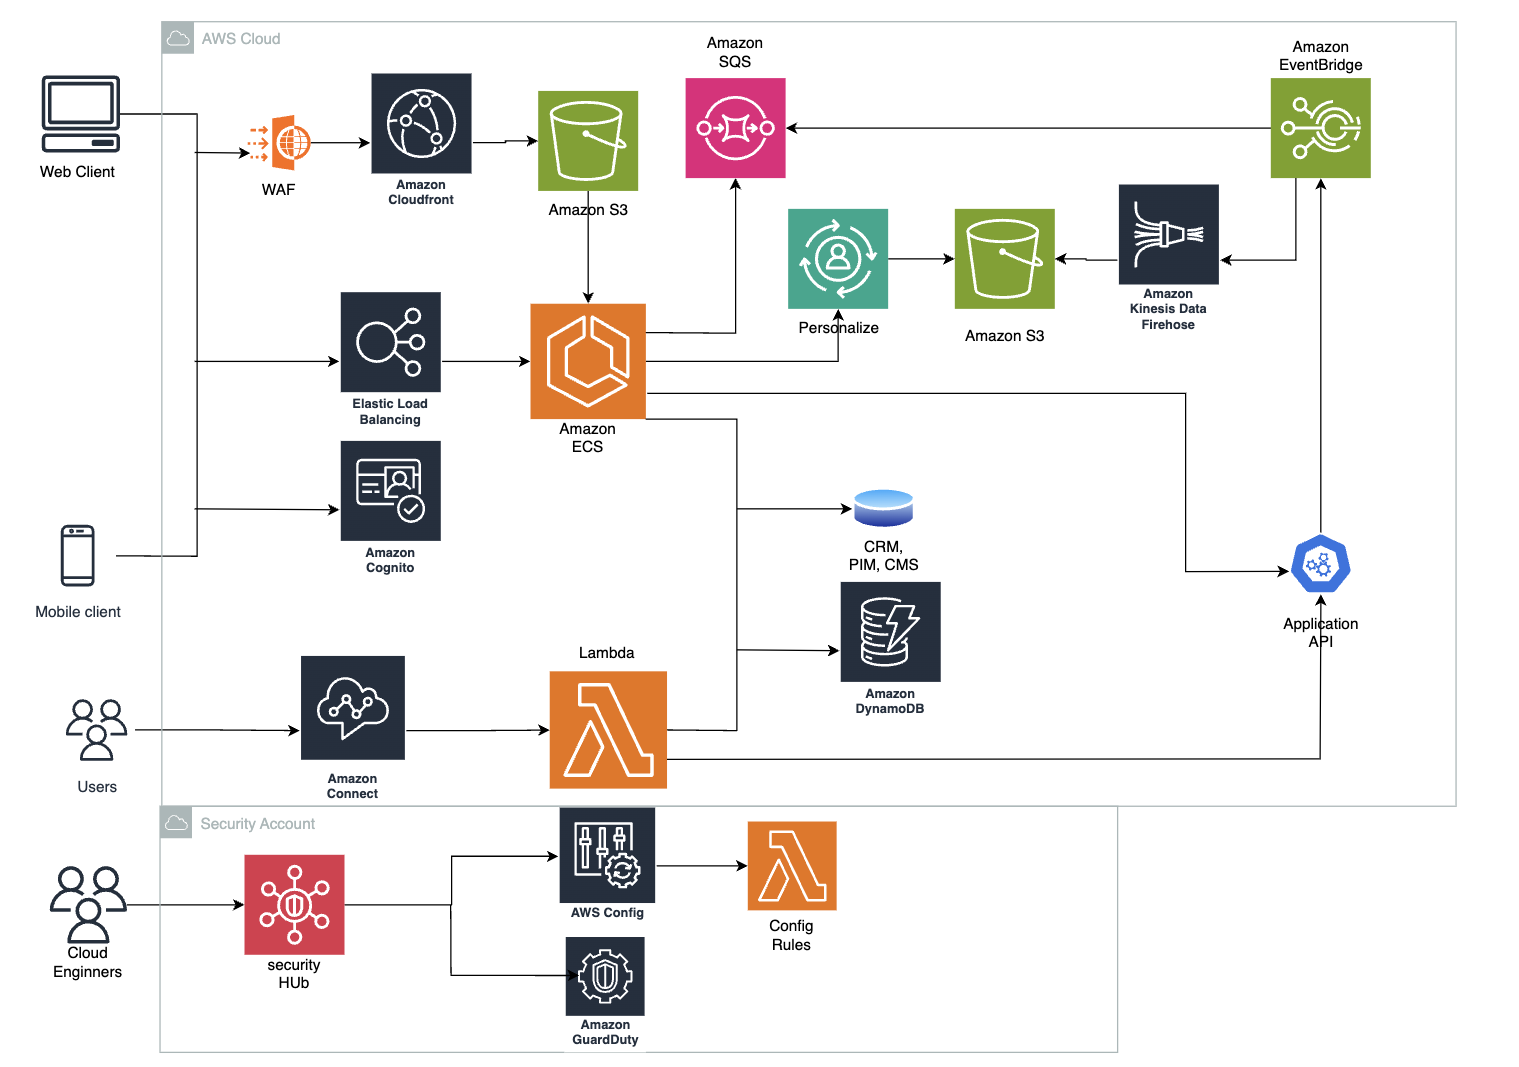 AWS Cloud
Amazon
SQS
Amazon
EventBridge
Web Client
WAF
Amazon
Cloudfront
Amazon S3
Personalize
Amazon S3
Amazon
Kinesis Data
Firehose
Elastic Load
Balancing
Amazon
ECS
Amazon
Cognito
CRM,
PIM, CMS
Mobile client
Application
API
Lambda
Amazon
DynamoDB
Users
Amazon
Connect
Security Account
AWS Config
Config
Rules
Cloud
Enginners
security
HUb
Amazon
GuardDuty